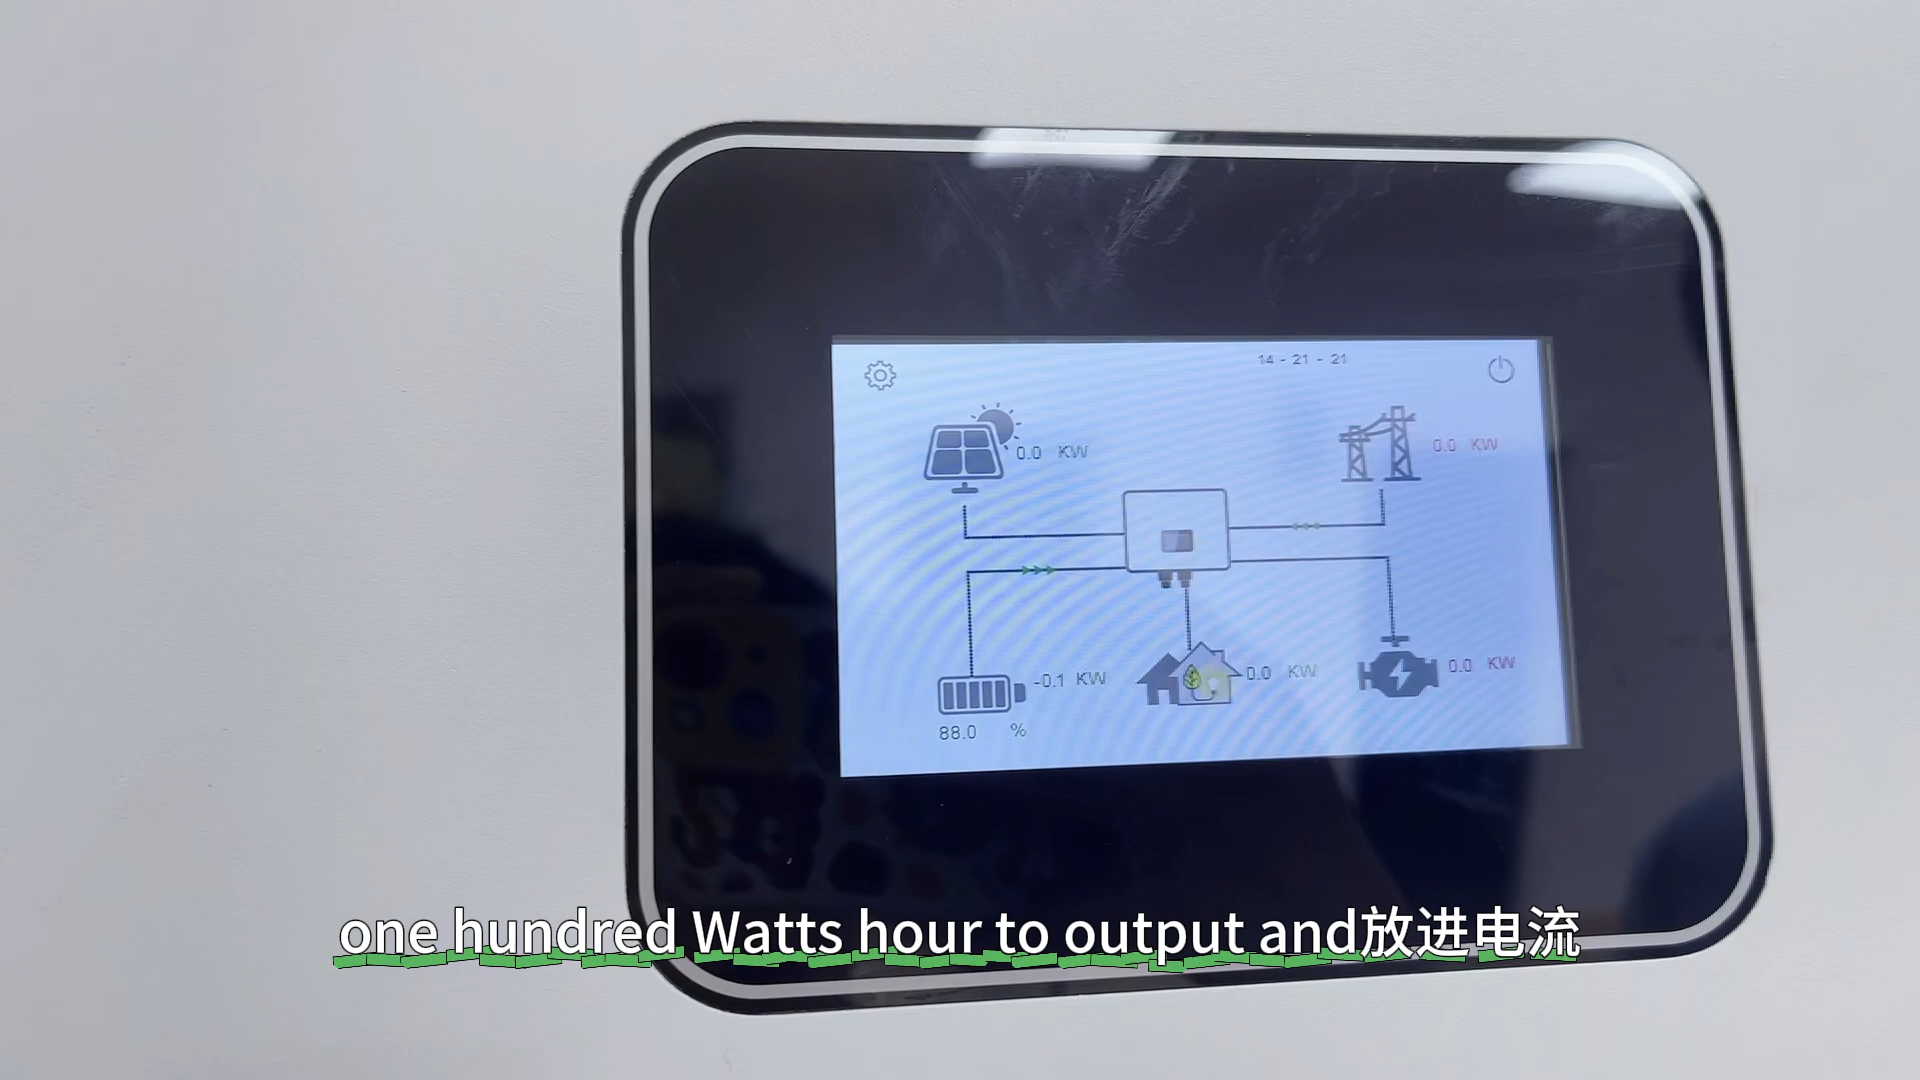 14 - 21 - 21
0.0 KW
0.0 KW
-0.1 KW
0.0 KW
0.0 KW
88.0 %
one hundred Watts hour to output and放进电流